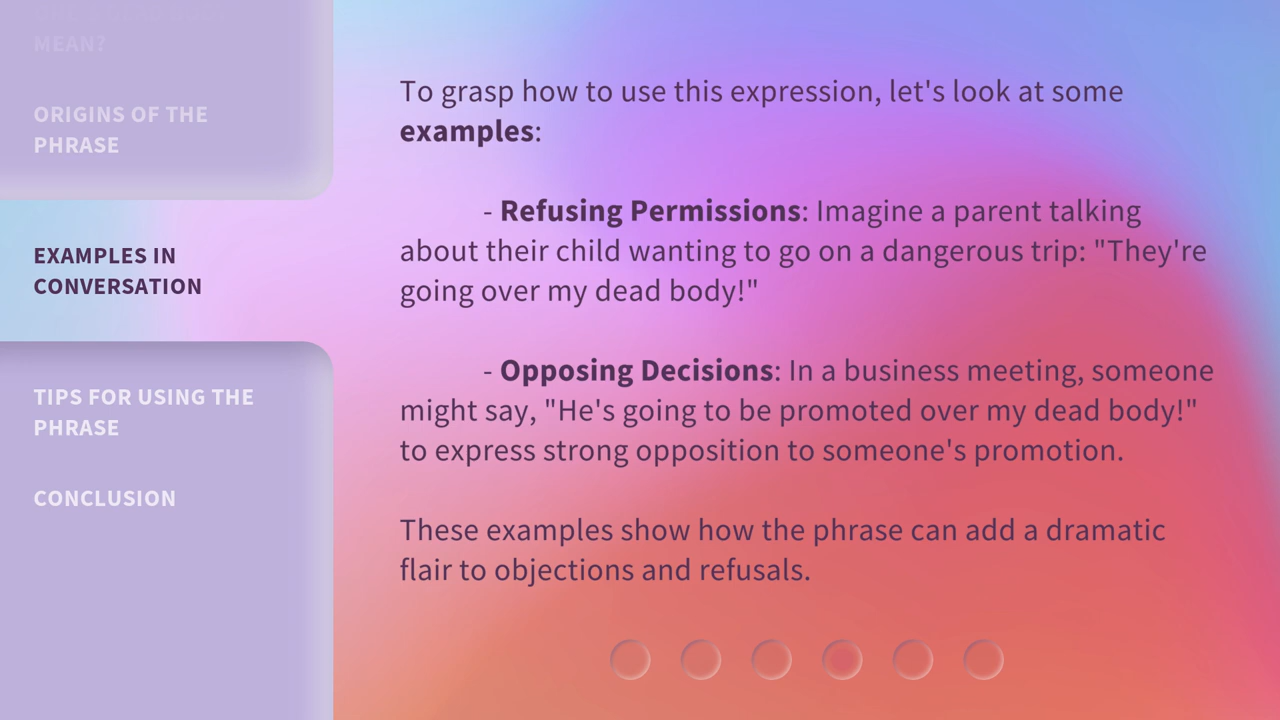 MEAN?
ORIGINS OF THE
PHRASE
EXAMPLES IN
CONVERSATION
TIPS FOR USING THE
PHRASE
CONCLUSION
To grasp how to use this expression, let's look at some
examples:
- Refusing Permissions: Imagine a parent talking
about their child wanting to go on a dangerous trip: "They're
going over my dead body!"
- Opposing Decisions: In a business meeting, someone
might say, "He's going to be promoted over my dead body!"
to express strong opposition to someone's promotion.
These examples show how the phrase can add a dramatic
flair to objections and refusals.